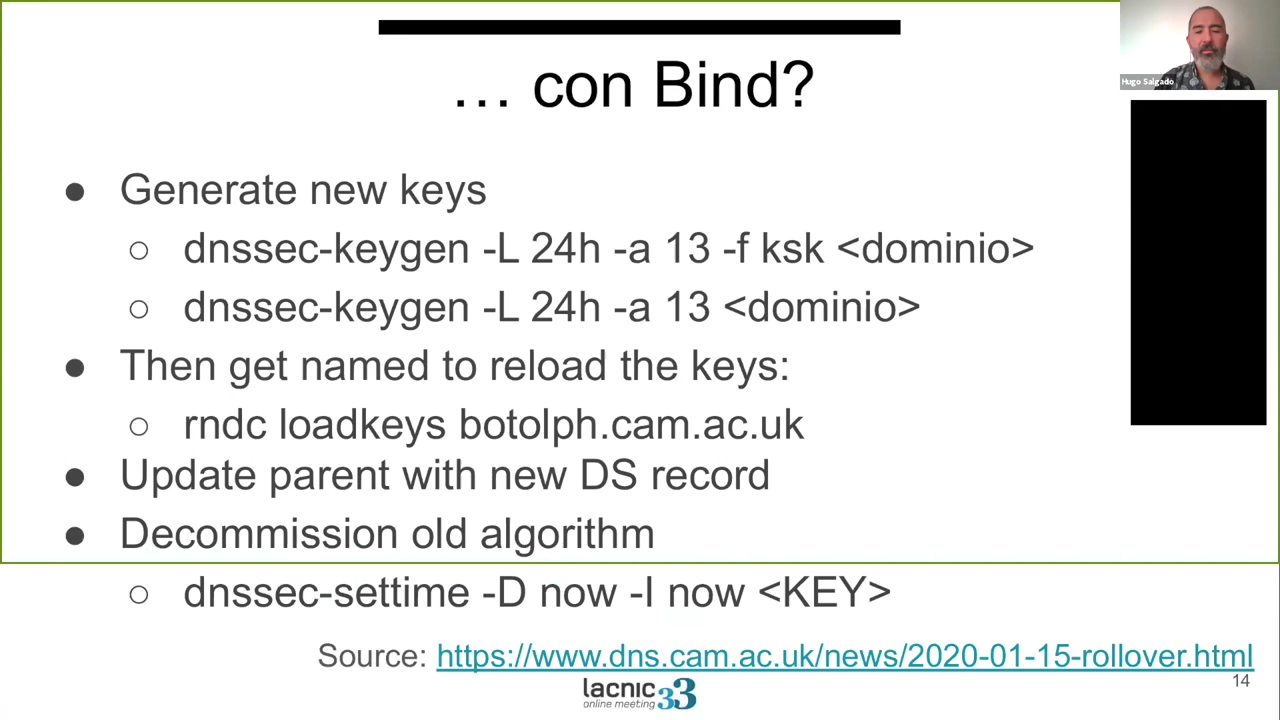 … con Bind?
Hugo Salgado
● Generate new keys
○ dnssec-keygen -L 24h -a 13 -f ksk <dominio>
○ dnssec-keygen -L 24h -a 13 <dominio>
● Then get named to reload the keys:
○ rndc loadkeys botolph.cam.ac.uk
● Update parent with new DS record
● Decommission old algorithm
○ dnssec-settime -D now -I now <KEY>
Source: https://www.dns.cam.ac.uk/news/2020-01-15-rollover.html
14
lacnic 33
online meeting